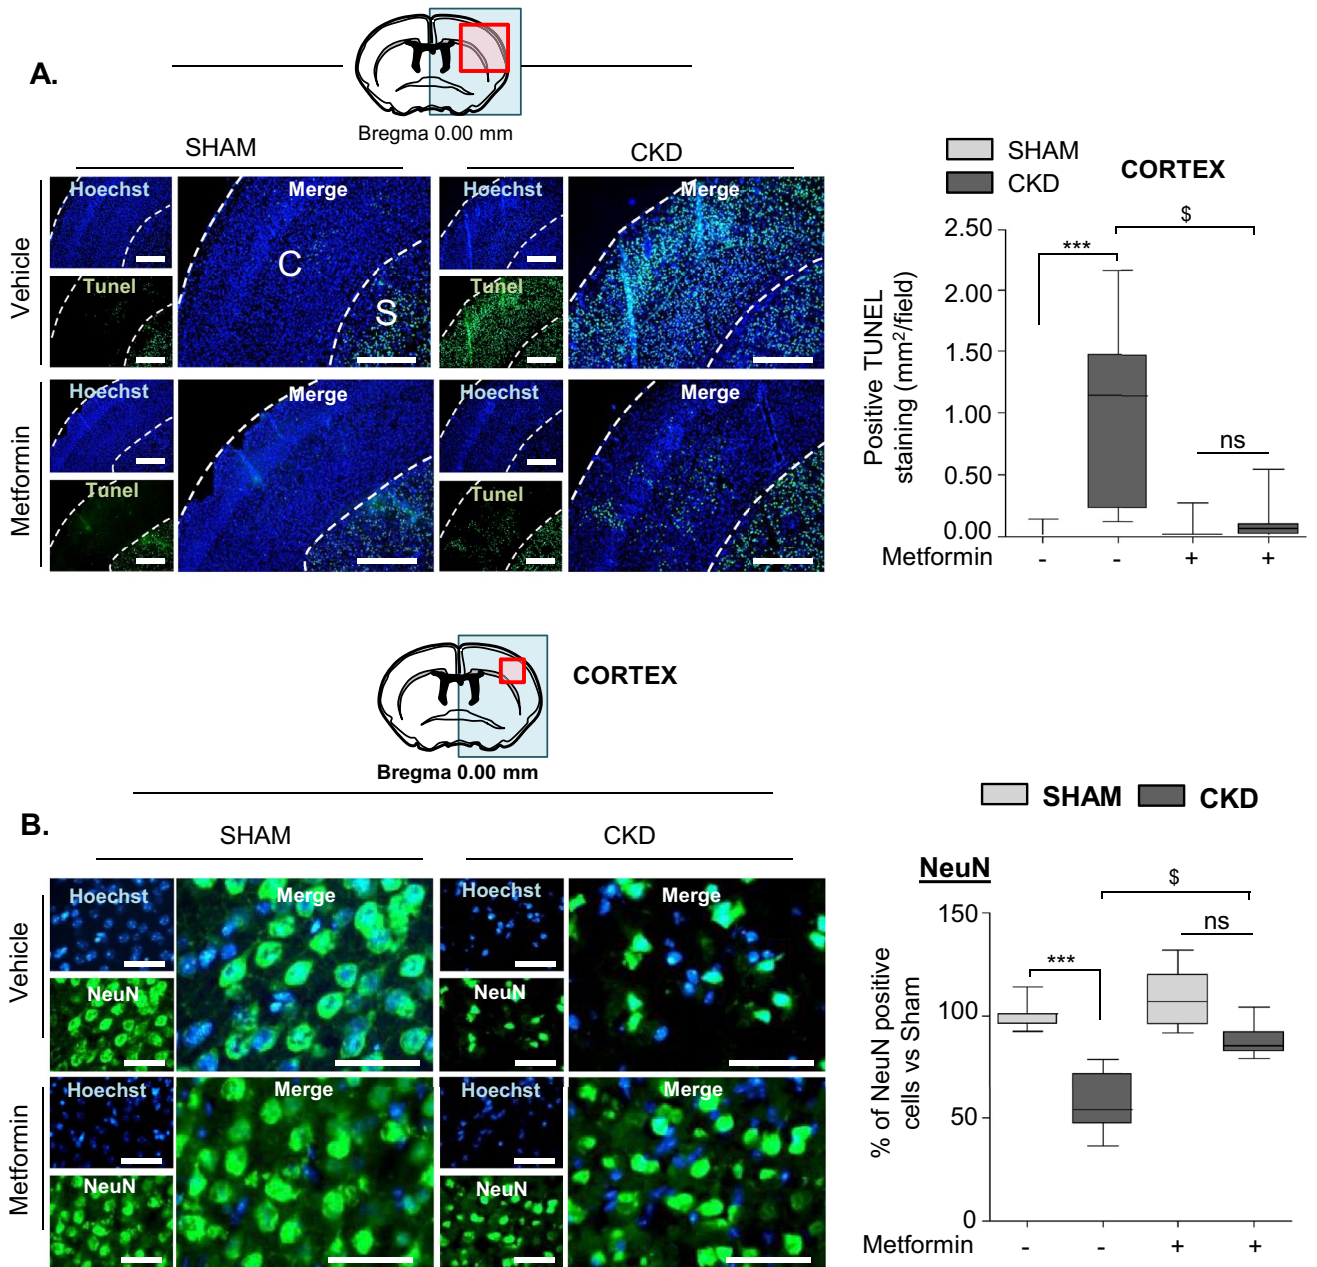 A.
Bregma 0.00 mm
SHAM
CKD
Vehicle
Hoechst
Merge
Hoechst
Merge
C
S
Tunel
Tunel
Metformin
Hoechst
Merge
Hoechst
Merge
Tunel
Tunel
SHAM
CKD
CORTEX
$
***
ns
Positive TUNEL
staining (mm²/field)
2.50
2.00
1.50
1.00
0.50
0.00
Metformin - - + +
CORTEX
Bregma 0.00 mm
B.
SHAM
CKD
Vehicle
Hoechst
Merge
Hoechst
Merge
NeuN
NeuN
Metformin
Hoechst
Merge
Hoechst
Merge
NeuN
NeuN
SHAM
CKD
NeuN
$
ns
***
% of NeuN positive
cells vs Sham
150
100
50
0
Metformin - - + +